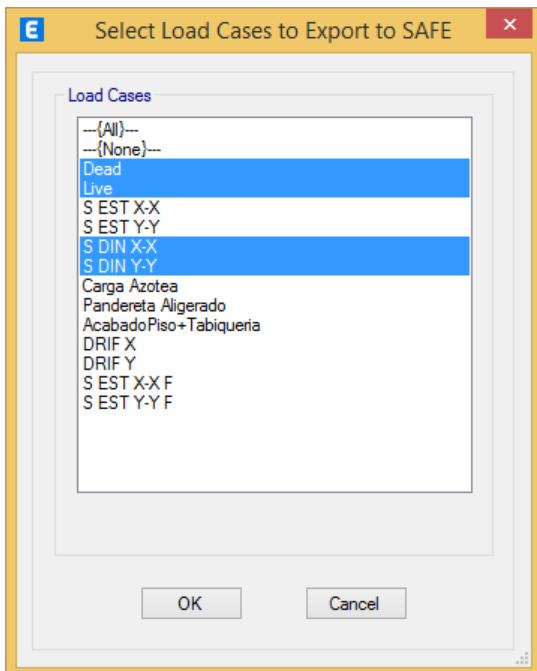 E
Select Load Cases to Export to SAFE
Load Cases
---{All}---
---{None}---
Dead
Live
S EST X-X
S EST Y-Y
S DIN X-X
S DIN Y-Y
Carga Azotea
Pandereta Aligerado
AcabadoPiso+Tabiqueria
DRIF X
DRIF Y
S EST X-X F
S EST Y-Y F
OK
Cancel